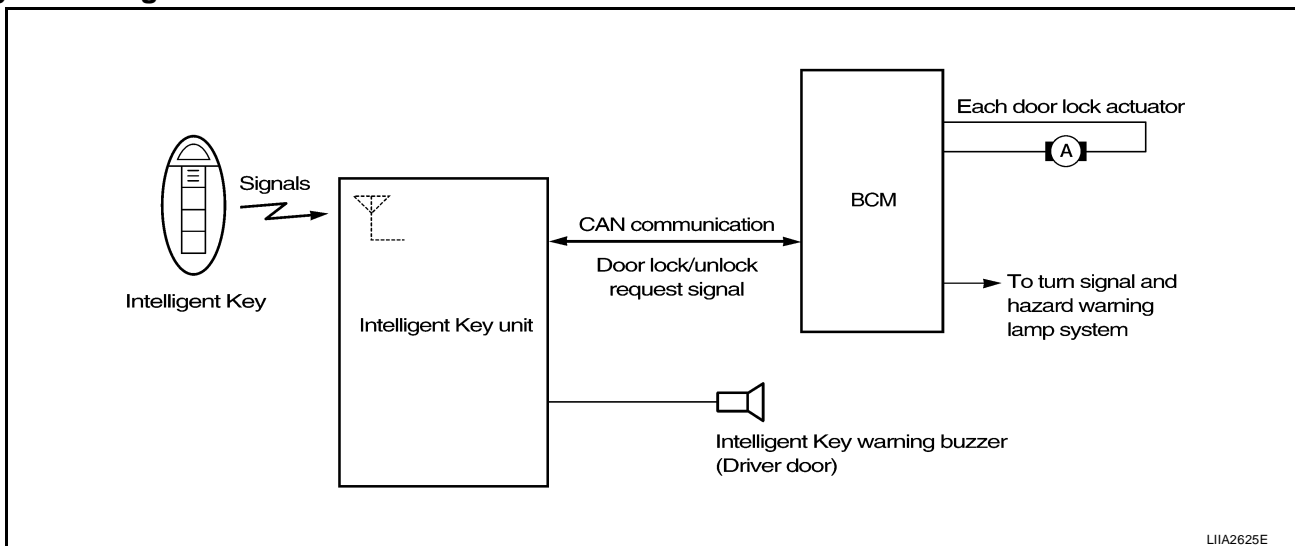 Signals
Intelligent Key
Intelligent Key unit
CAN communication
Door lock/unlock
request signal
BCM
Each door lock actuator
A
To turn signal and
hazard warning
lamp system
Intelligent Key warning buzzer
(Driver door)
LIIA2625E